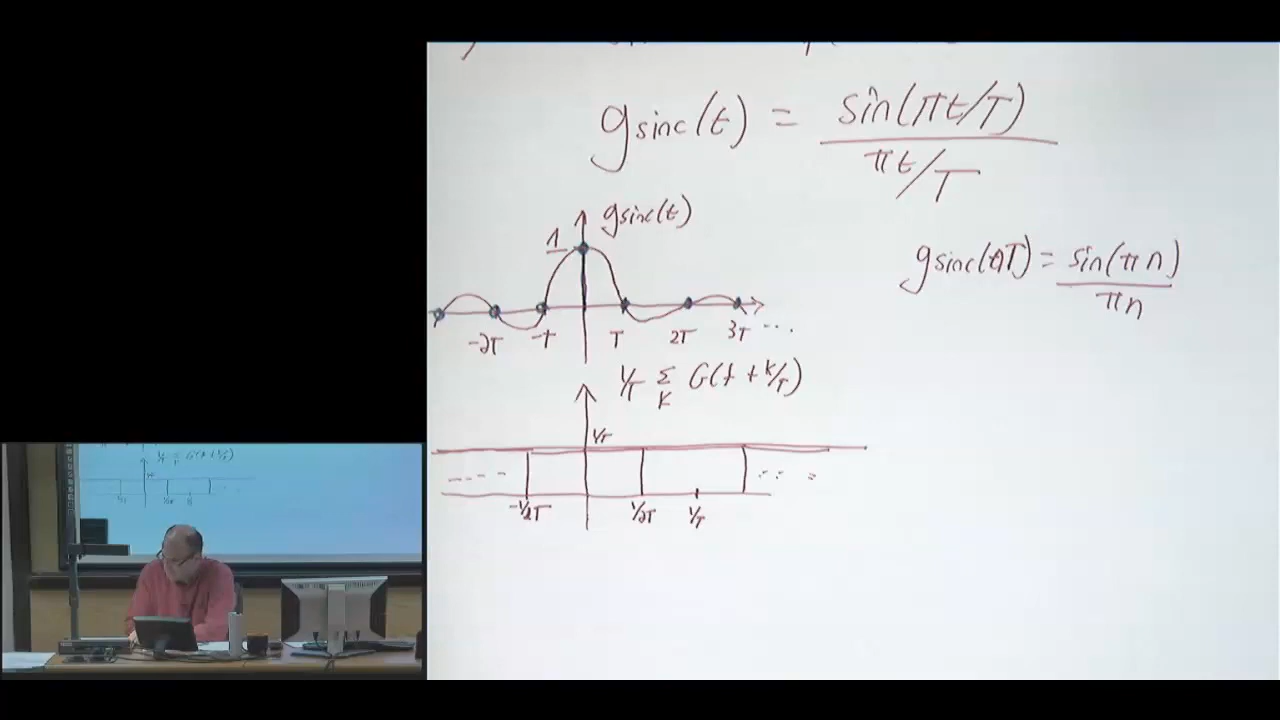 gsinc(t) = sin(πt/T)
πt/T
gsinc(t)
1
gsinc(nT) = sin(πn)
πn
-2T -T T 2T 3T ...
1/T Σ G(f + k/T)
k
1/T
---- ...
-1/2T 1/2T 1/T